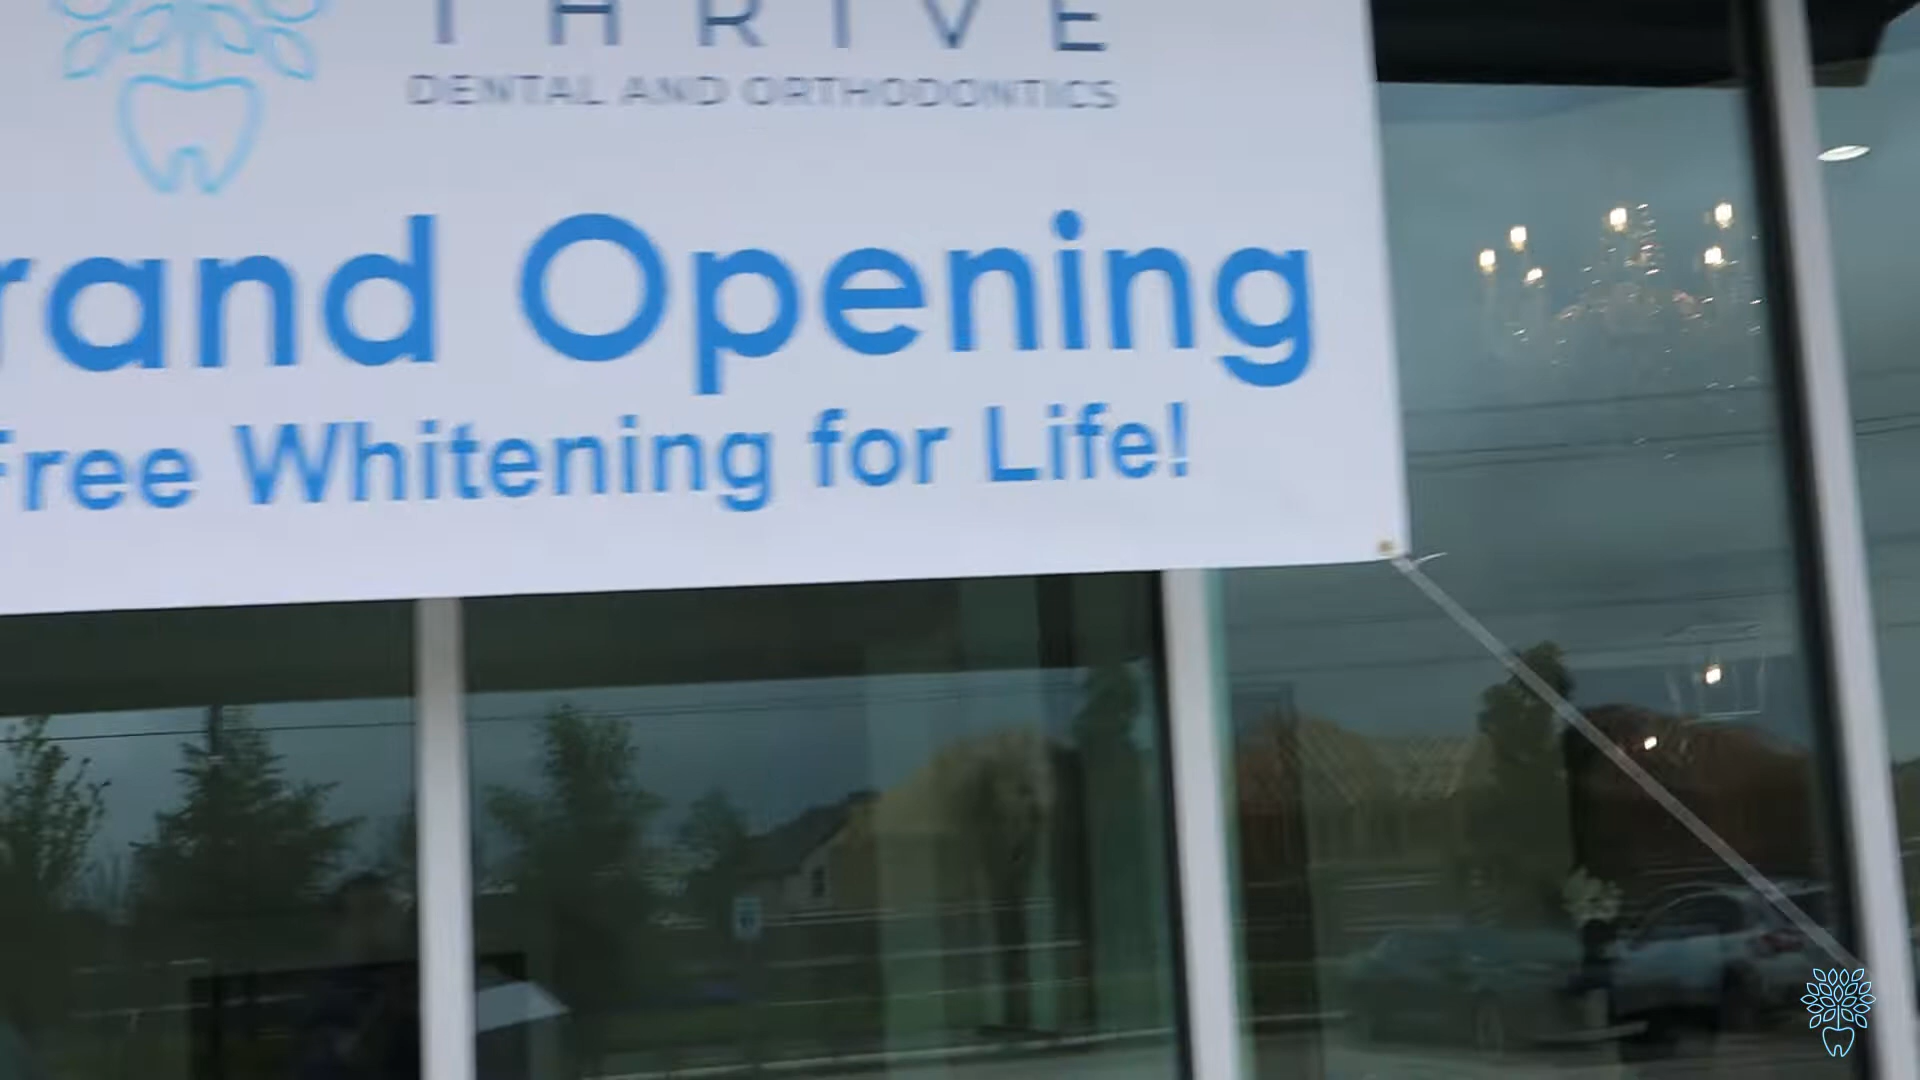 THRIVE
DENTAL AND ORTHODONTICS
rand Opening
Free Whitening for Life!